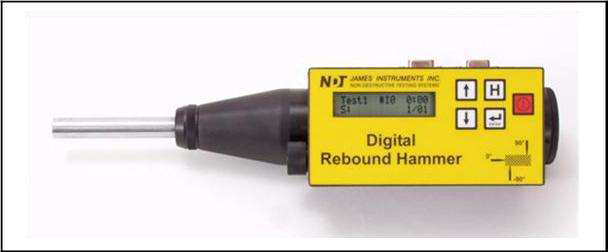 NDT JAMES INSTRUMENTS INC.
NON DESTRUCTIVE TESTING SYSTEMS
Test1 #10 0:00
S: 1/01
H
Digital
Rebound Hammer
90°
0°
-90°